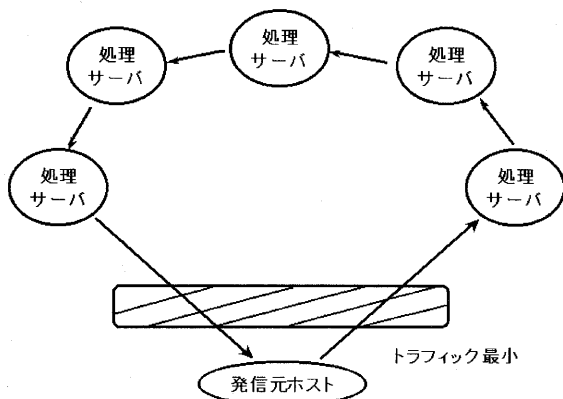 処理
サーバ
処理
サーバ
処理
サーバ
処理
サーバ
処理
サーバ
トラフィック最小
発信元ホスト